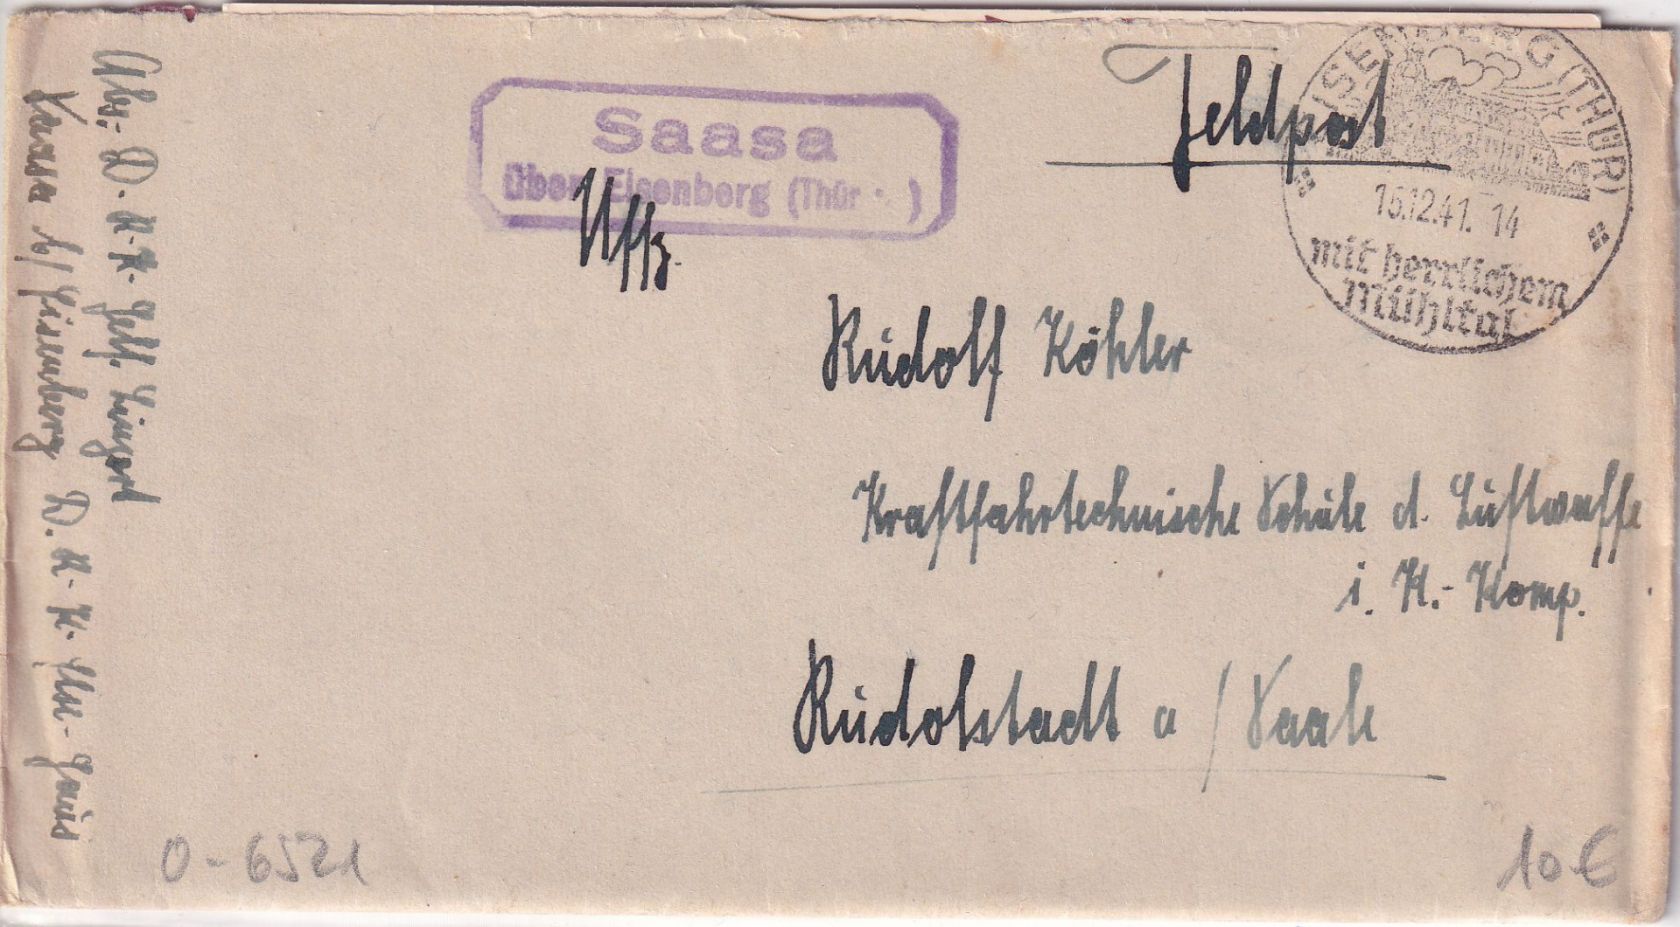 Feldpost
Saasa
über Eisenberg (Thür.)
EISENBERG (THÜR)
15.12.41. 14
mit herrlichem
Mühltal
Uffz.
Rudolf Köhler
Kraftfahrtechnische Schule d. Luftwaffe
i. K.- Komp.
Rudolstadt a/Saale
Saasa b/Eisenberg
O-6521
10 €